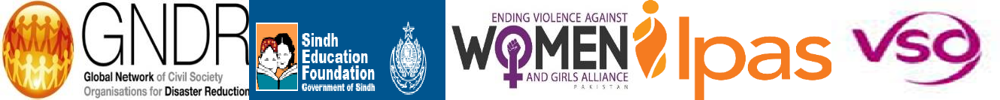 GNDR
Global Network of Civil Society
Organisations for Disaster Reduction
Sindh
Education
Foundation
Government of Sindh
ENDING VIOLENCE AGAINST
WOMEN
AND GIRLS ALLIANCE
PAKISTAN
Ipas
vso